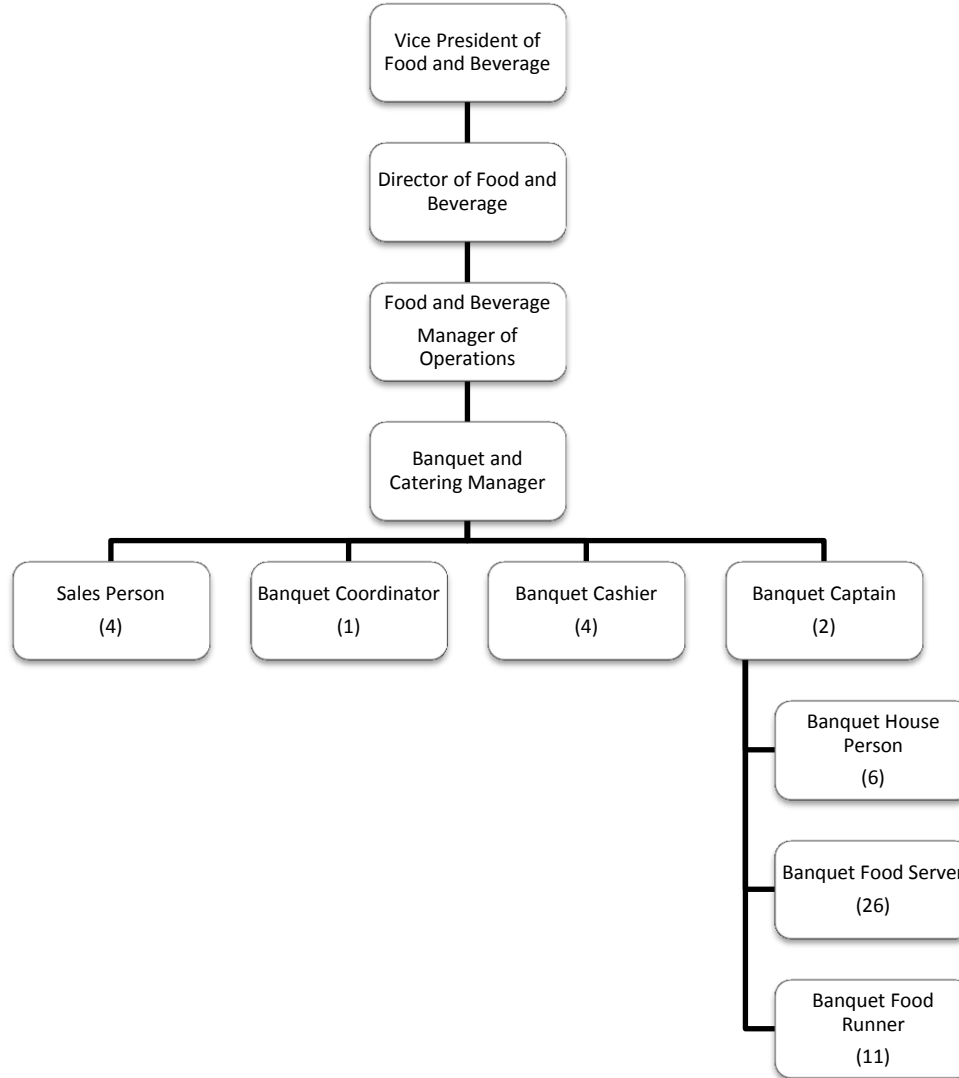 Vice President of
Food and Beverage
Director of Food and
Beverage
Food and Beverage
Manager of
Operations
Banquet and
Catering Manager
Sales Person
(4)
Banquet Coordinator
(1)
Banquet Cashier
(4)
Banquet Captain
(2)
Banquet House
Person
(6)
Banquet Food Server
(26)
Banquet Food
Runner
(11)